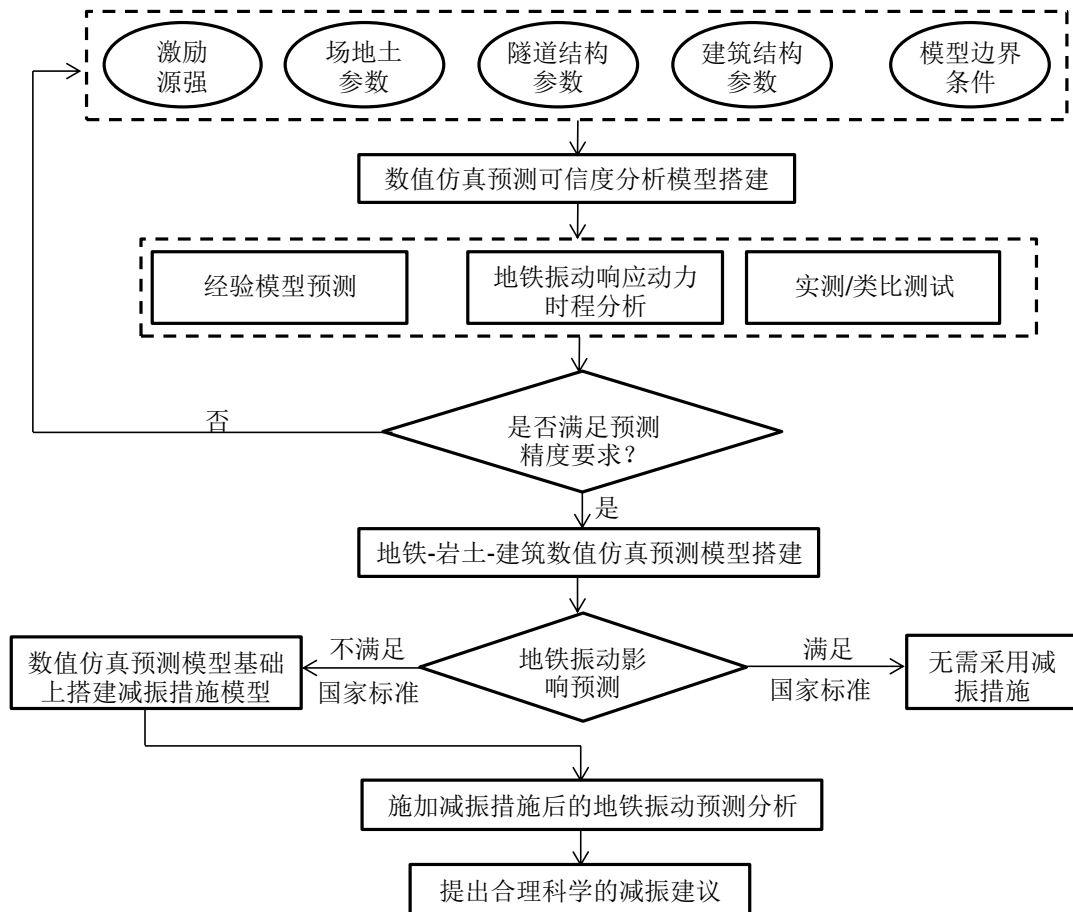 激励
源强
场地土
参数
隧道结构
参数
建筑结构
参数
模型边界
条件
数值仿真预测可信度分析模型搭建
经验模型预测
地铁振动响应动力
时程分析
实测/类比测试
否
是否满足预测
精度要求？
是
地铁-岩土-建筑数值仿真预测模型搭建
数值仿真预测模型基础
上搭建减振措施模型
不满足
国家标准
地铁振动影
响预测
满足
国家标准
无需采用减
振措施
施加减振措施后的地铁振动预测分析
提出合理科学的减振建议